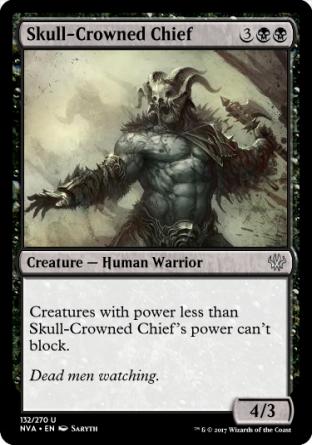 Skull-Crowned Chief 3
Creature — Human Warrior
Creatures with power less than
Skull-Crowned Chief's power can't
block.
Dead men watching.
4/3
132/270 U
NVA • EN SARYTH
™ & © 2017 Wizards of the Coast